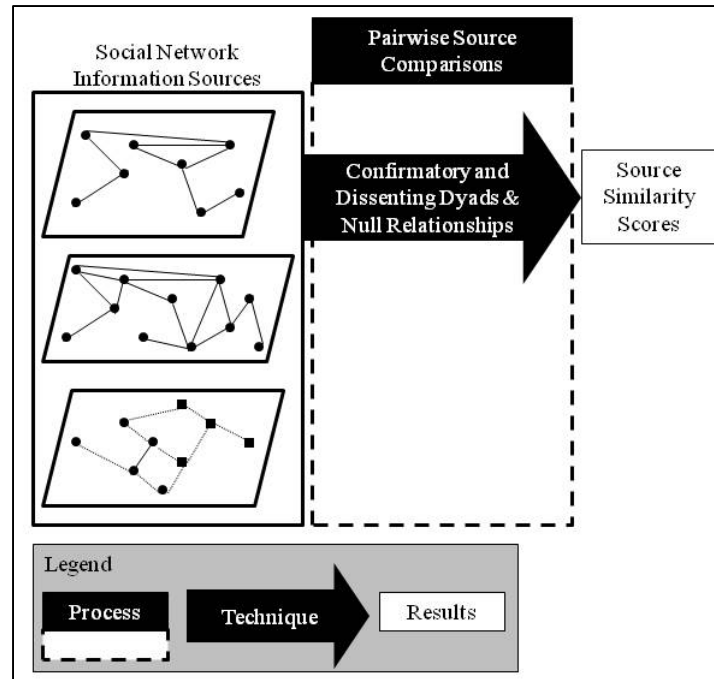 Social Network
Information Sources
Pairwise Source
Comparisons
Confirmatory and
Dissenting Dyads &
Null Relationships
Source
Similarity
Scores
Legend
Process
Technique
Results